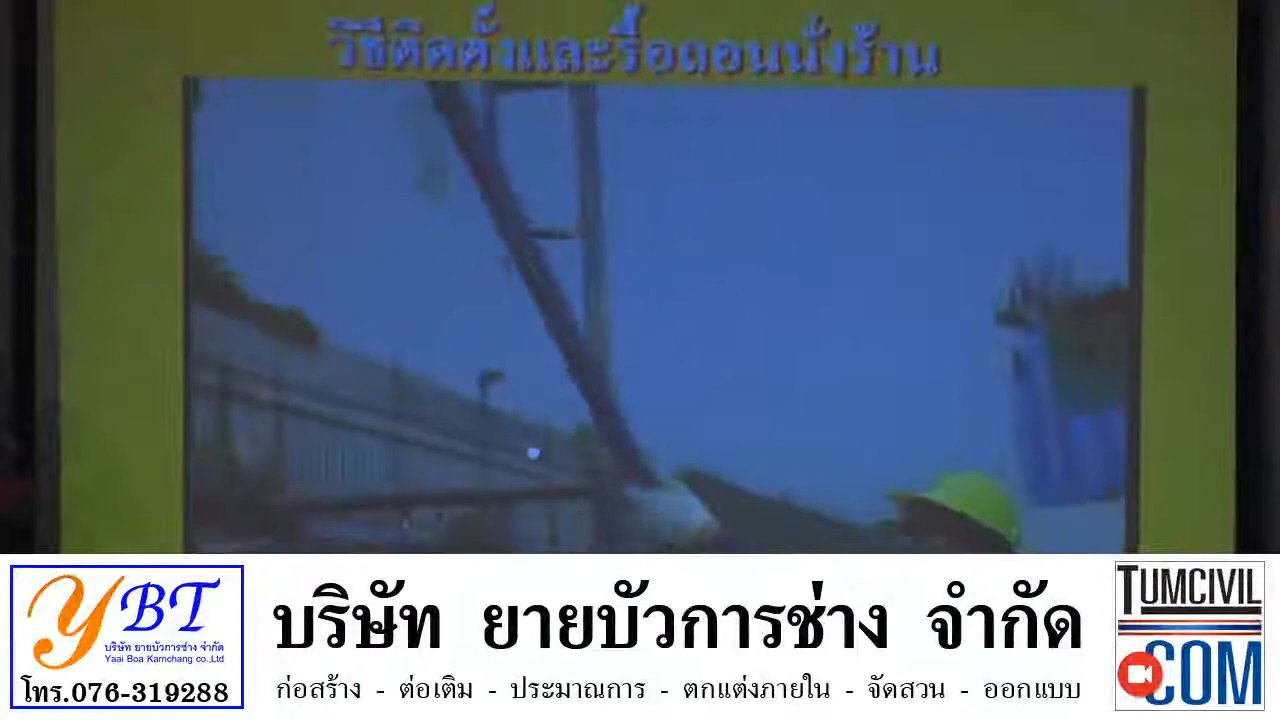 วิธีติดตั้งและรื้อถอนนั่งร้าน
YBT
บริษัท ยายบัวการช่าง จำกัด
Yaai Boa Karnchang co.,Ltd
โทร.076-319288
บริษัท ยายบัวการช่าง จำกัด
ก่อสร้าง - ต่อเติม - ประมาณการ - ตกแต่งภายใน - จัดสวน - ออกแบบ
TUMCIVIL
.COM